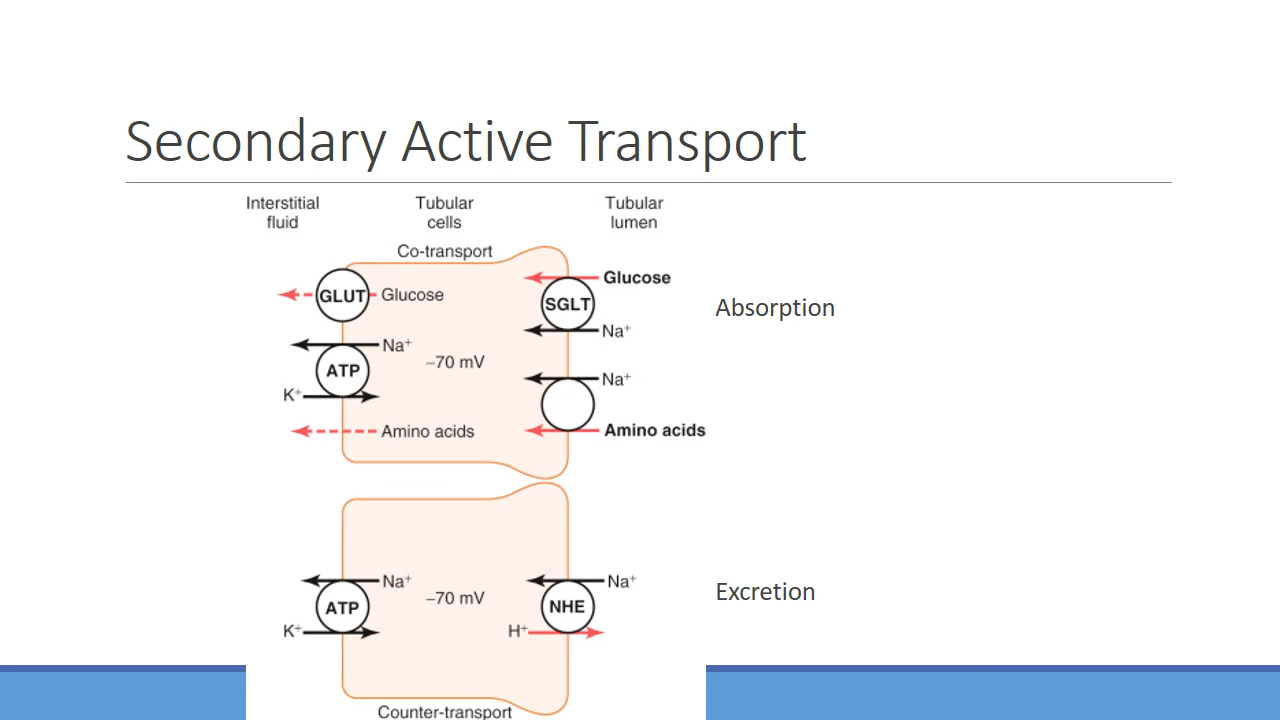 Secondary Active Transport
Interstitial
fluid
Tubular
cells
Tubular
lumen
Co-transport
GLUT
Glucose
SGLT
Glucose
Na⁺
Absorption
ATP
Na⁺
K⁺
–70 mV
Na⁺
Amino acids
Amino acids
ATP
Na⁺
K⁺
–70 mV
NHE
Na⁺
H⁺
Excretion
Counter-transport